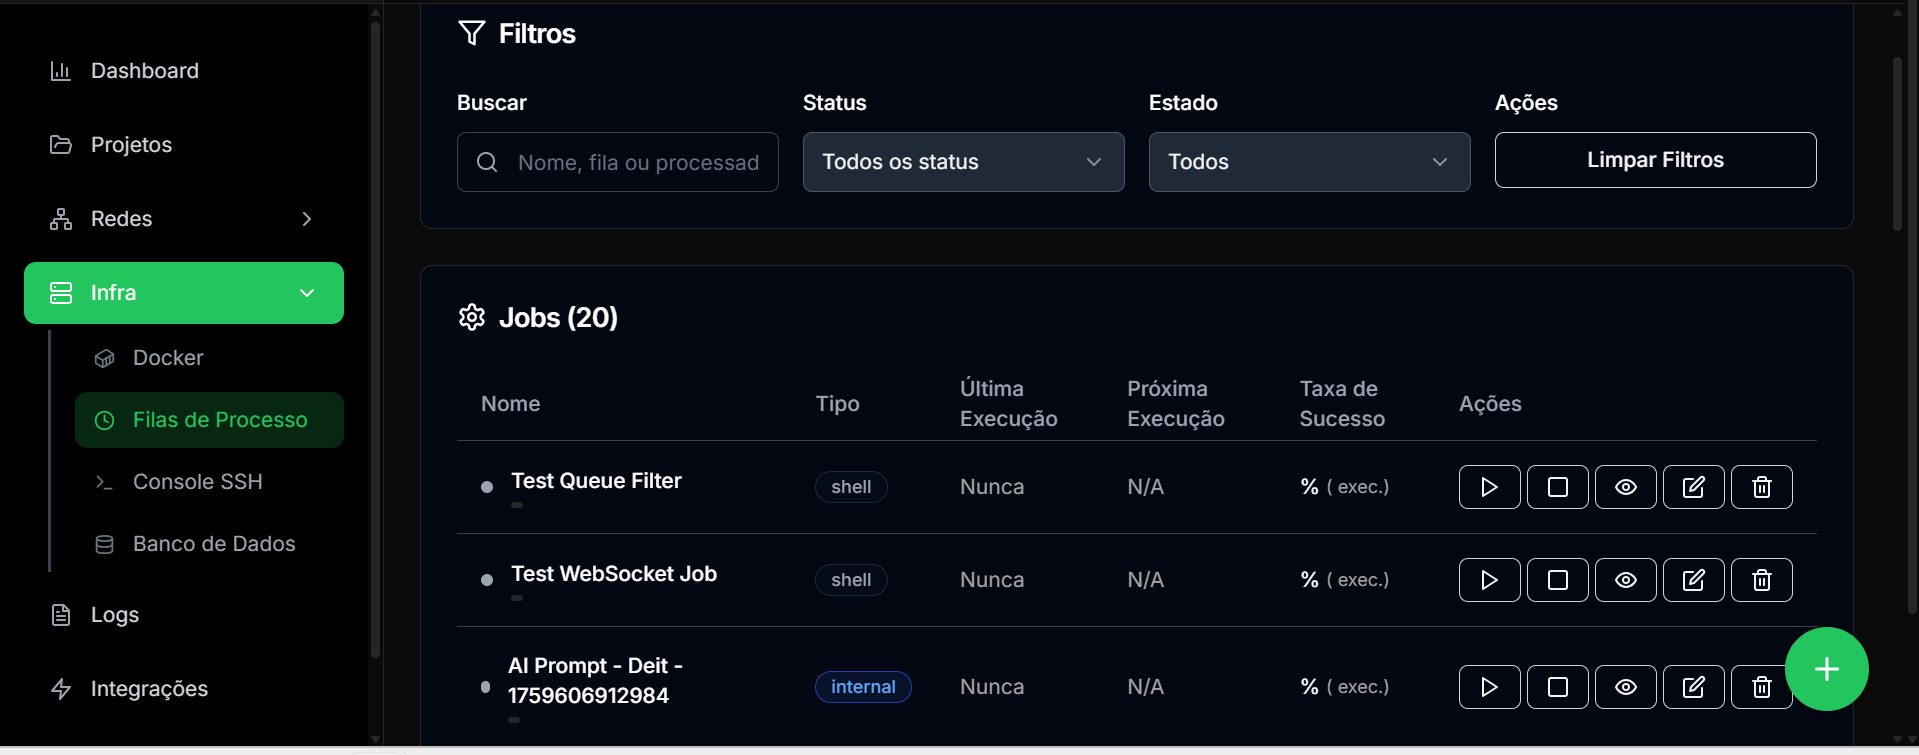 Dashboard
Projetos
Redes
Infra
Docker
Filas de Processo
Console SSH
Banco de Dados
Logs
Integrações
Filtros
Buscar
Status
Estado
Ações
Nome, fila ou processad
Todos os status
Todos
Limpar Filtros
Jobs (20)
Nome
Tipo
Última
Execução
Próxima
Execução
Taxa de
Sucesso
Ações
Test Queue Filter
shell
Nunca
N/A
% ( exec.)
Test WebSocket Job
shell
Nunca
N/A
% ( exec.)
AI Prompt - Deit -
1759606912984
internal
Nunca
N/A
% ( exec.)